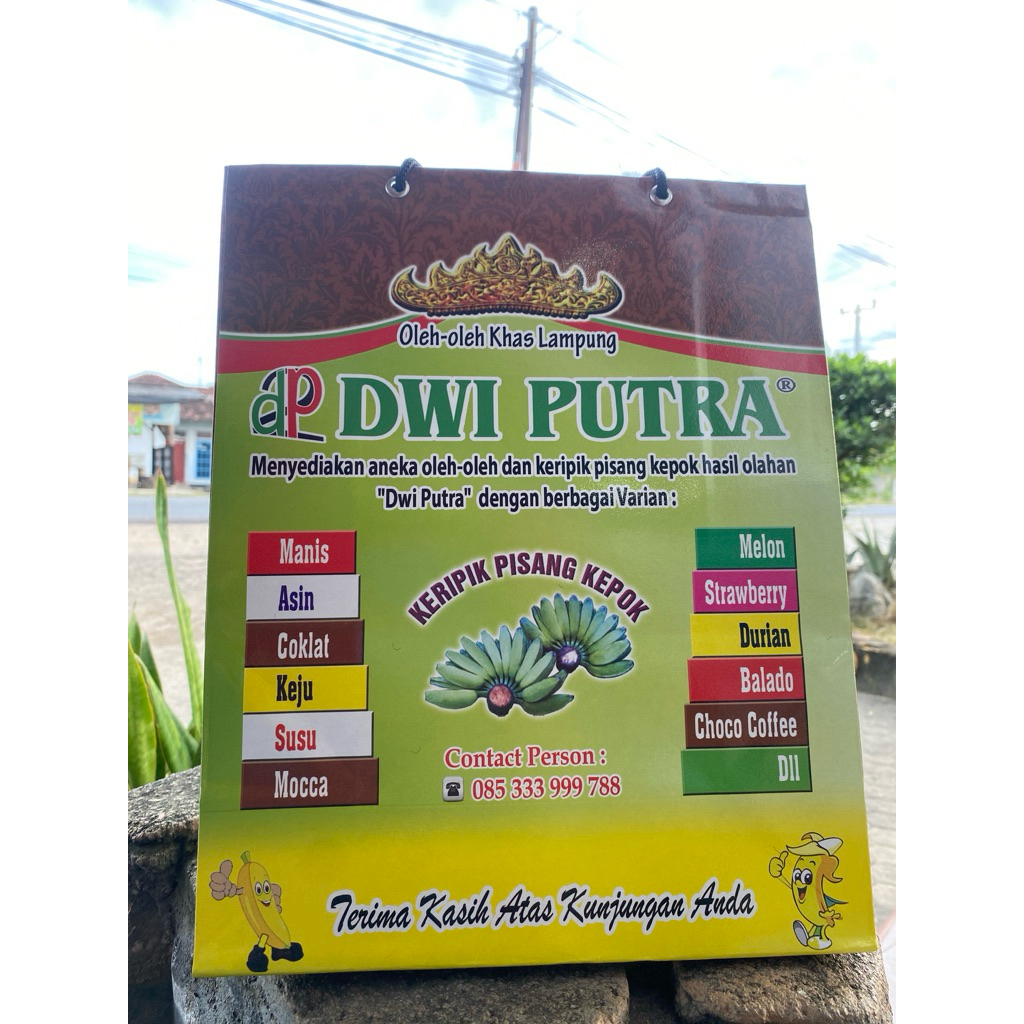 Oleh-oleh Khas Lampung
dP DWI PUTRA®
Menyediakan aneka oleh-oleh dan keripik pisang kepok hasil olahan
"Dwi Putra" dengan berbagai Varian :
Manis
Asin
Coklat
Keju
Susu
Mocca
KERIPIK PISANG KEPOK
Melon
Strawberry
Durian
Balado
Choco Coffee
Dll
Contact Person :
085 333 999 788
Terima Kasih Atas Kunjungan Anda